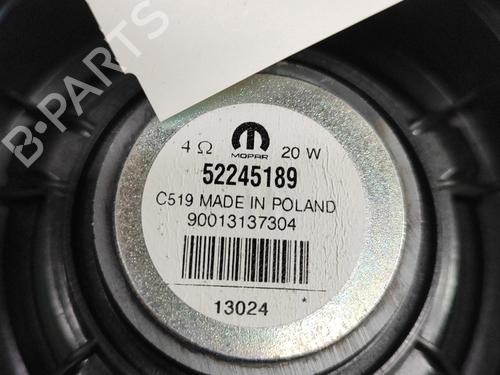 B-PARTS
4 Ω MOPAR 20 W
52245189
C519 MADE IN POLAND
90013137304
13024 *